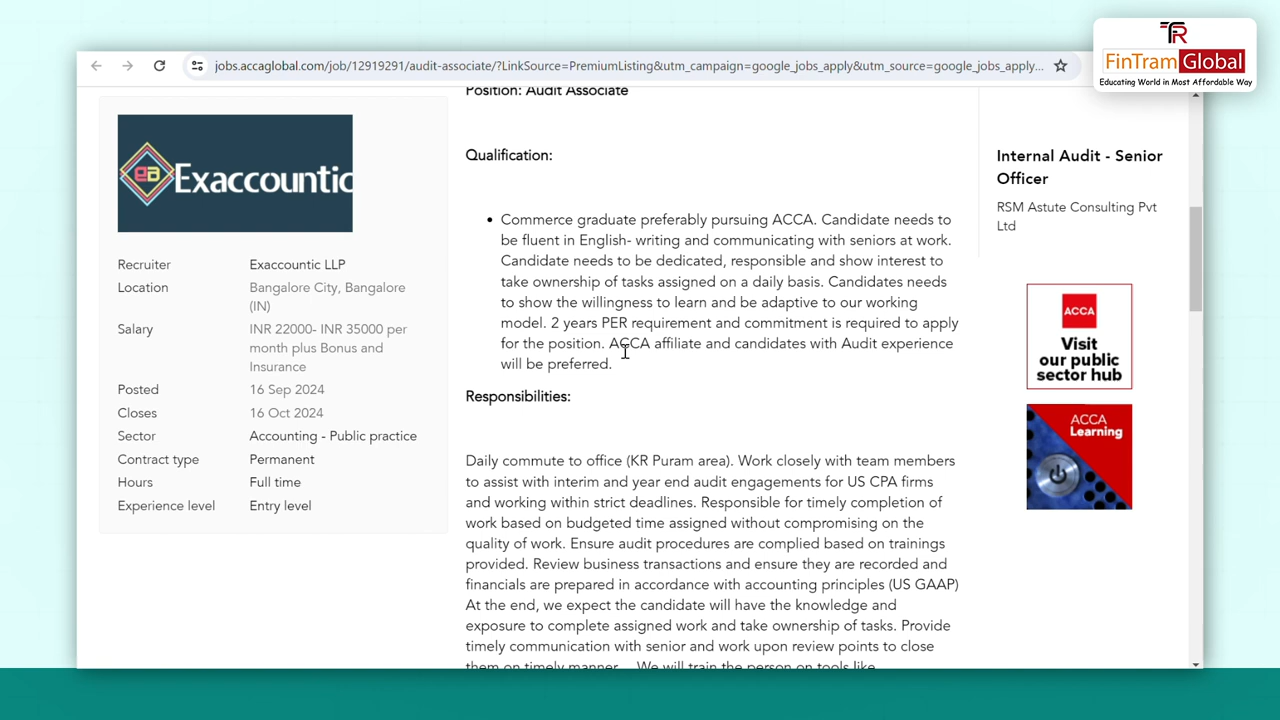 TR
FinTram Global
Educating World in Most Affordable Way
jobs.accaglobal.com/job/12919291/audit-associate/?LinkSource=PremiumListing&utm_campaign=google_jobs_apply&utm_source=google_jobs_apply...
ea Exaccountic
Recruiter Exaccountic LLP
Location Bangalore City, Bangalore
(IN)
Salary INR 22000- INR 35000 per
month plus Bonus and
Insurance
Posted 16 Sep 2024
Closes 16 Oct 2024
Sector Accounting - Public practice
Contract type Permanent
Hours Full time
Experience level Entry level
Position: Audit Associate
Qualification:
• Commerce graduate preferably pursuing ACCA. Candidate needs to
be fluent in English- writing and communicating with seniors at work.
Candidate needs to be dedicated, responsible and show interest to
take ownership of tasks assigned on a daily basis. Candidates needs
to show the willingness to learn and be adaptive to our working
model. 2 years PER requirement and commitment is required to apply
for the position. ACCA affiliate and candidates with Audit experience
will be preferred.
Responsibilities:
Daily commute to office (KR Puram area). Work closely with team members
to assist with interim and year end audit engagements for US CPA firms
and working within strict deadlines. Responsible for timely completion of
work based on budgeted time assigned without compromising on the
quality of work. Ensure audit procedures are complied based on trainings
provided. Review business transactions and ensure they are recorded and
financials are prepared in accordance with accounting principles (US GAAP)
At the end, we expect the candidate will have the knowledge and
exposure to complete assigned work and take ownership of tasks. Provide
timely communication with senior and work upon review points to close
them on timely manner. We will train the person on tools like
Internal Audit - Senior
Officer
RSM Astute Consulting Pvt
Ltd
ACCA
Visit
our public
sector hub
ACCA
Learning